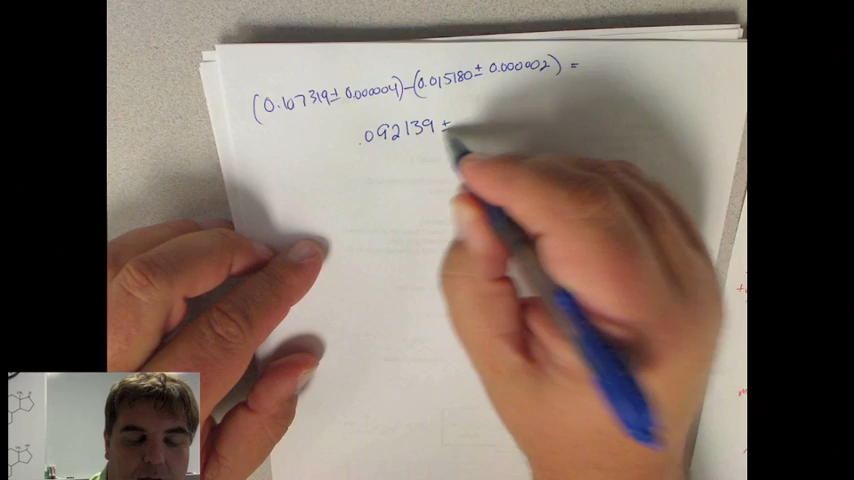 (0.107319 ± 0.000004) - (0.015180 ± 0.000002) =
.092139 ±